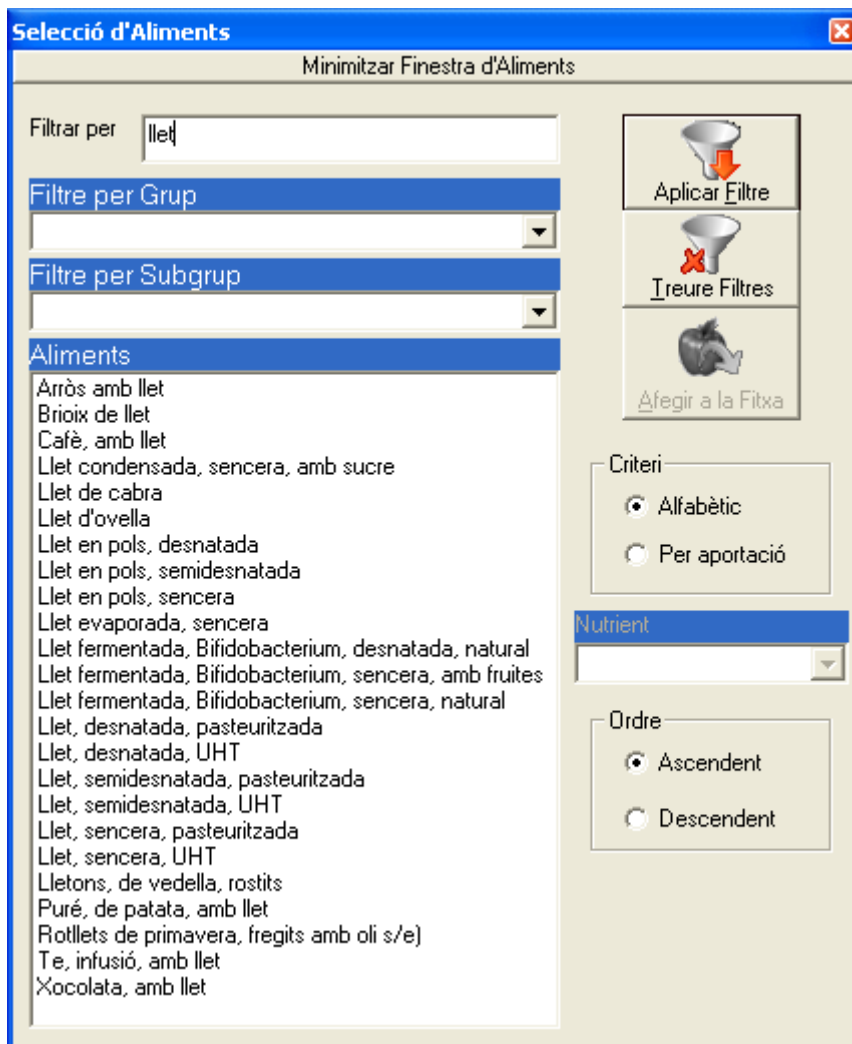 Selecció d'Aliments
Minimitzar Finestra d'Aliments
Filtrar per
llet
Filtre per Grup
Filtre per Subgrup
Aliments
Arròs amb llet
Brioix de llet
Cafè, amb llet
Llet condensada, sencera, amb sucre
Llet de cabra
Llet d'ovella
Llet en pols, desnatada
Llet en pols, semidesnatada
Llet en pols, sencera
Llet evaporada, sencera
Llet fermentada, Bifidobacterium, desnatada, natural
Llet fermentada, Bifidobacterium, sencera, amb fruites
Llet fermentada, Bifidobacterium, sencera, natural
Llet, desnatada, pasteuritzada
Llet, desnatada, UHT
Llet, semidesnatada, pasteuritzada
Llet, semidesnatada, UHT
Llet, sencera, pasteuritzada
Llet, sencera, UHT
Lletons, de vedella, rostits
Puré, de patata, amb llet
Rotllets de primavera, fregits amb oli s/e)
Te, infusió, amb llet
Xocolata, amb llet
Aplicar Filtre
Treure Filtres
Afegir a la Fitxa
Criteri
Alfabètic
Per aportació
Nutrient
Ordre
Ascendent
Descendent